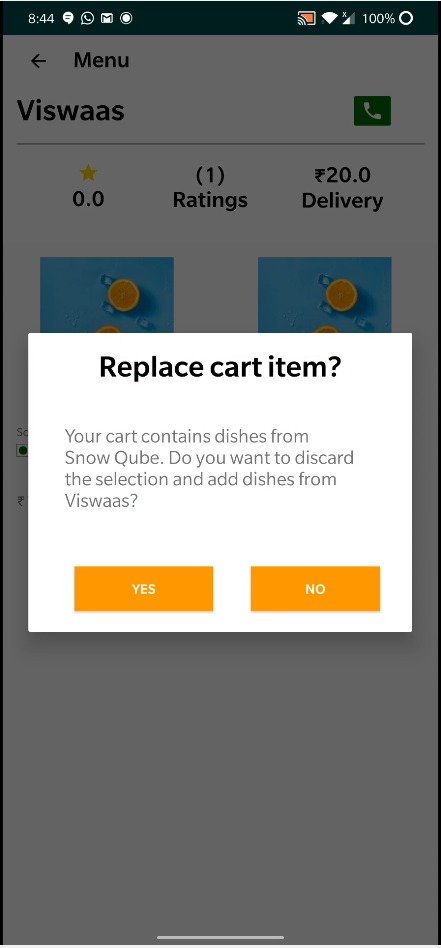 8:44 100%
Menu
Viswaas
0.0
(1)
Ratings
₹20.0
Delivery
Replace cart item?
Your cart contains dishes from
Snow Qube. Do you want to discard
the selection and add dishes from
Viswaas?
₹
YES NO